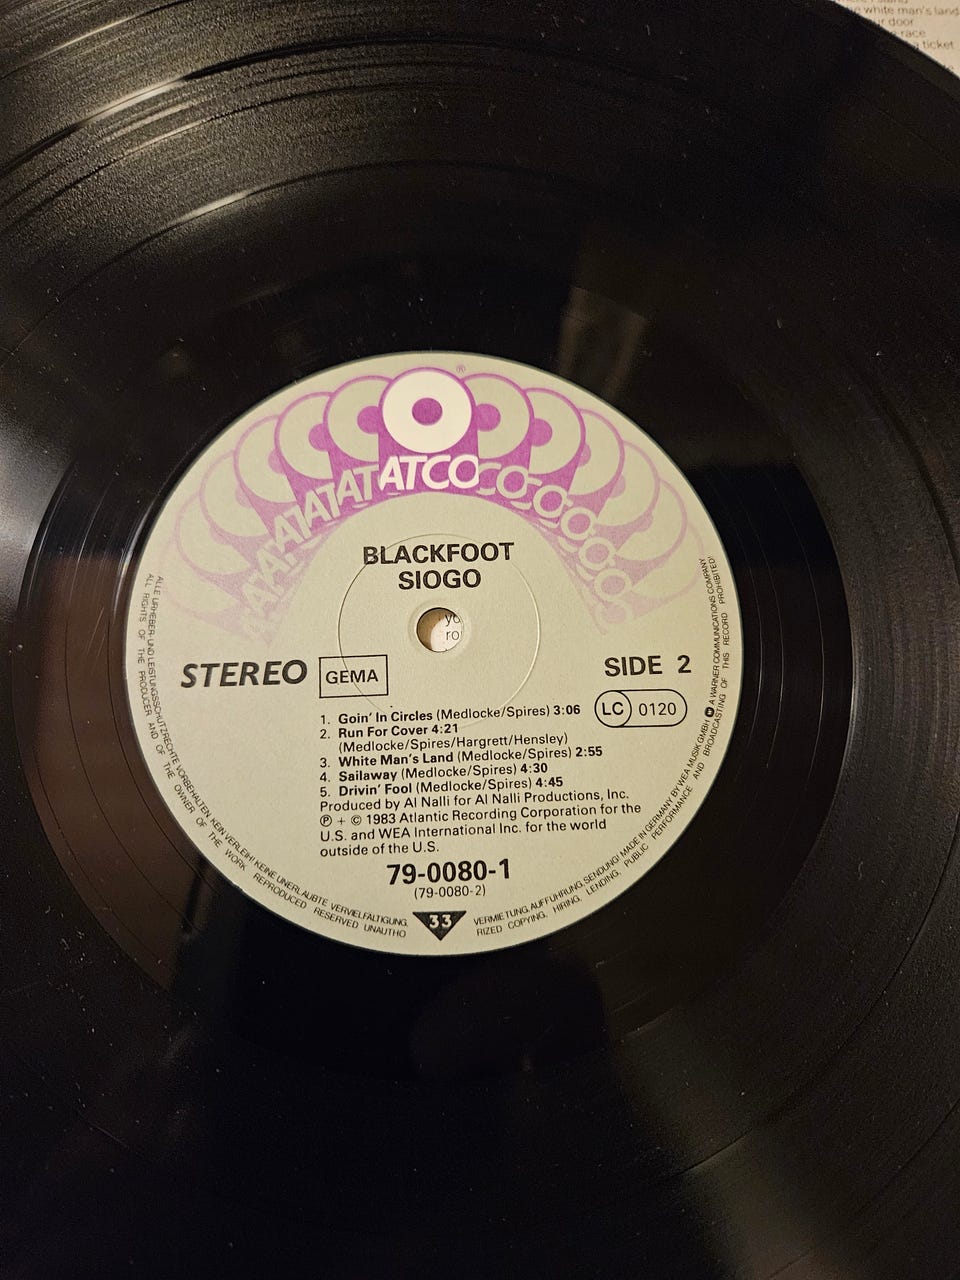 white man's land
door
race
ticket
®
ATCO
BLACKFOOT
SIOGO
yo
ro
STEREO GEMA SIDE 2
LC 0120
1. Goin' In Circles (Medlocke/Spires) 3:06
2. Run For Cover 4:21
(Medlocke/Spires/Hargrett/Hensley)
3. White Man's Land (Medlocke/Spires) 2:55
4. Sailaway (Medlocke/Spires) 4:30
5. Drivin' Fool (Medlocke/Spires) 4:45
Produced by Al Nalli for Al Nalli Productions, Inc.
℗ + © 1983 Atlantic Recording Corporation for the
U.S. and WEA International Inc. for the world
outside of the U.S.
79-0080-1
(79-0080-2)
33
ALLE URHEBER- UND LEISTUNGSSCHUTZRECHTE VORBEHALTEN. KEIN VERLEIH! KEINE UNERLAUBTE VERVIELFÄLTIGUNG, VERMIETUNG, AUFFÜHRUNG, SENDUNG! MADE IN GERMANY BY WEA MUSIK GMBH A WARNER COMMUNICATIONS COMPANY
ALL RIGHTS OF THE PRODUCER AND OF THE OWNER OF THE WORK REPRODUCED RESERVED UNAUTHORIZED COPYING, HIRING, LENDING, PUBLIC PERFORMANCE AND BROADCASTING OF THIS RECORD PROHIBITED!